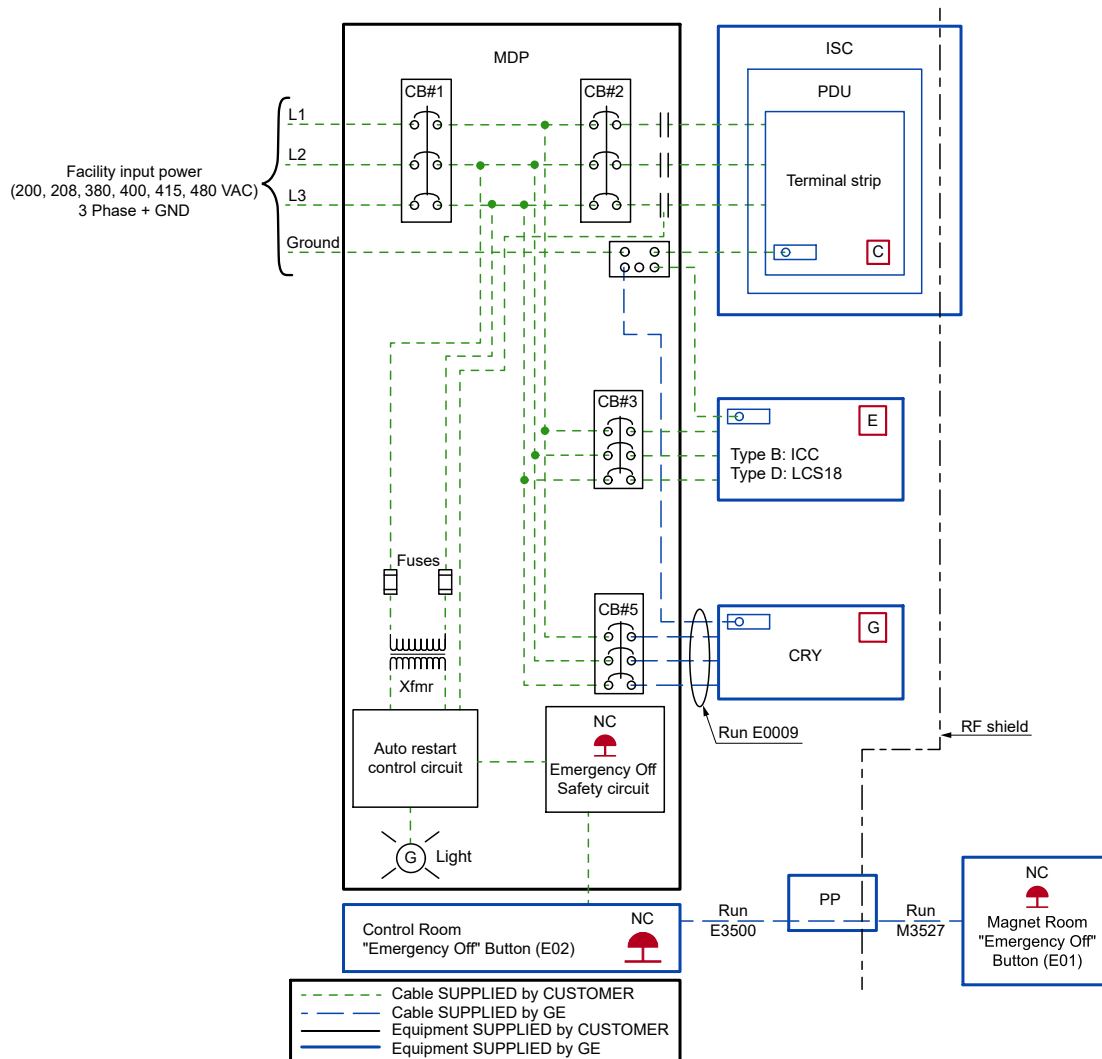 MDP
ISC
PDU
CB#1
CB#2
L1
L2
L3
Facility input power
(200, 208, 380, 400, 415, 480 VAC)
3 Phase + GND
Ground
Terminal strip
C
CB#3
E
Type B: ICC
Type D: LCS18
Fuses
CB#5
G
CRY
Xfmr
Run E0009
RF shield
Auto restart
control circuit
NC
Emergency Off
Safety circuit
G
Light
Control Room
"Emergency Off" Button (E02)
NC
Run
E3500
PP
Run
M3527
NC
Magnet Room
"Emergency Off"
Button (E01)
Cable SUPPLIED by CUSTOMER
Cable SUPPLIED by GE
Equipment SUPPLIED by CUSTOMER
Equipment SUPPLIED by GE